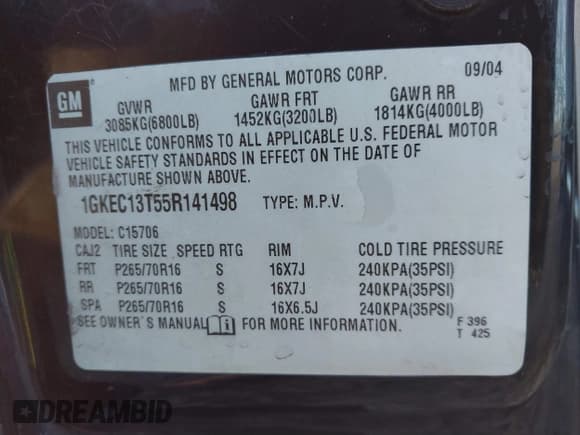 GM
MFD BY GENERAL MOTORS CORP. 09/04
GVWR GAWR FRT GAWR RR
3085KG(6800LB) 1452KG(3200LB) 1814KG(4000LB)
THIS VEHICLE CONFORMS TO ALL APPLICABLE U.S. FEDERAL MOTOR
VEHICLE SAFETY STANDARDS IN EFFECT ON THE DATE OF
MANUFACTURE SHOWN ABOVE.
1GKEC13T55R141498 TYPE: M.P.V.
MODEL: C15706
CAJ2 TIRE SIZE SPEED RTG RIM COLD TIRE PRESSURE
FRT P265/70R16 S 16X7J 240KPA(35PSI)
RR P265/70R16 S 16X7J 240KPA(35PSI)
SPA P265/70R16 S 16X6.5J 240KPA(35PSI)
SEE OWNER'S MANUAL FOR MORE INFORMATION. F 396
T 425
DREAMBID